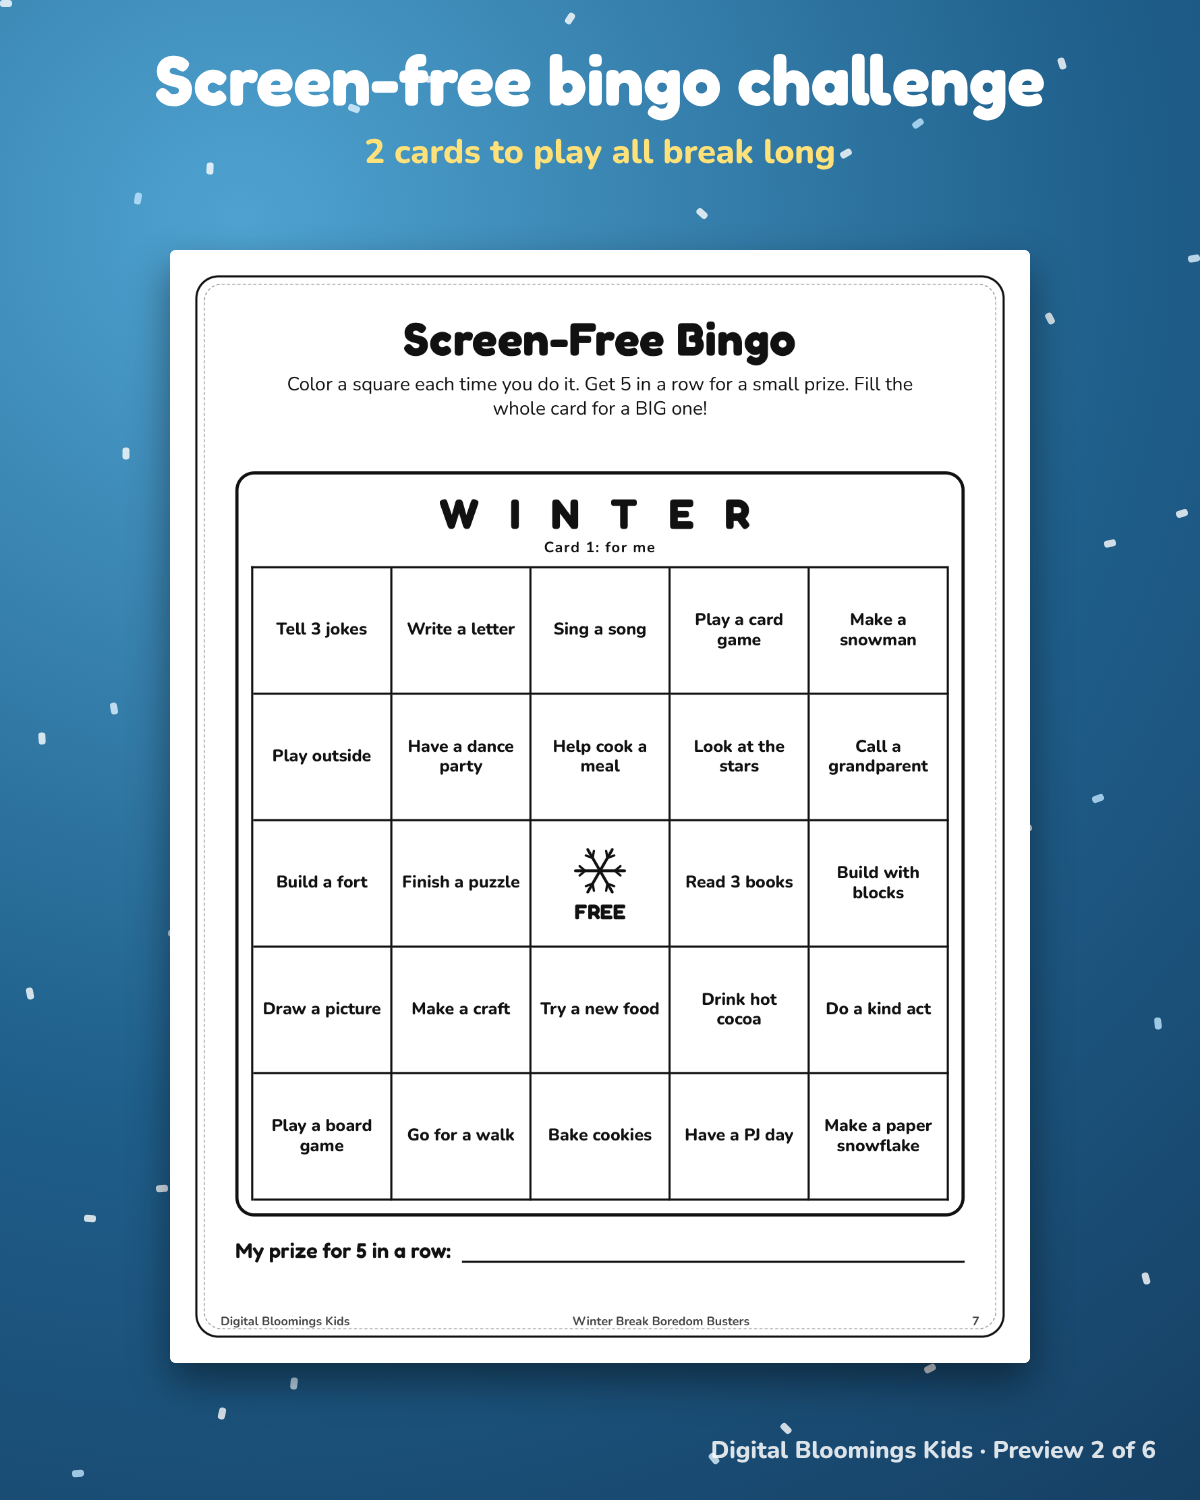 Screen-free bingo challenge
2 cards to play all break long
Screen-Free Bingo
Color a square each time you do it. Get 5 in a row for a small prize. Fill the
whole card for a BIG one!
W I N T E R
Card 1: for me
Tell 3 jokes
Write a letter
Sing a song
Play a card
game
Make a
snowman
Play outside
Have a dance
party
Help cook a
meal
Look at the
stars
Call a
grandparent
Build a fort
Finish a puzzle
FREE
Read 3 books
Build with
blocks
Draw a picture
Make a craft
Try a new food
Drink hot
cocoa
Do a kind act
Play a board
game
Go for a walk
Bake cookies
Have a PJ day
Make a paper
snowflake
My prize for 5 in a row:
Digital Bloomings Kids
Winter Break Boredom Busters
7
Digital Bloomings Kids · Preview 2 of 6